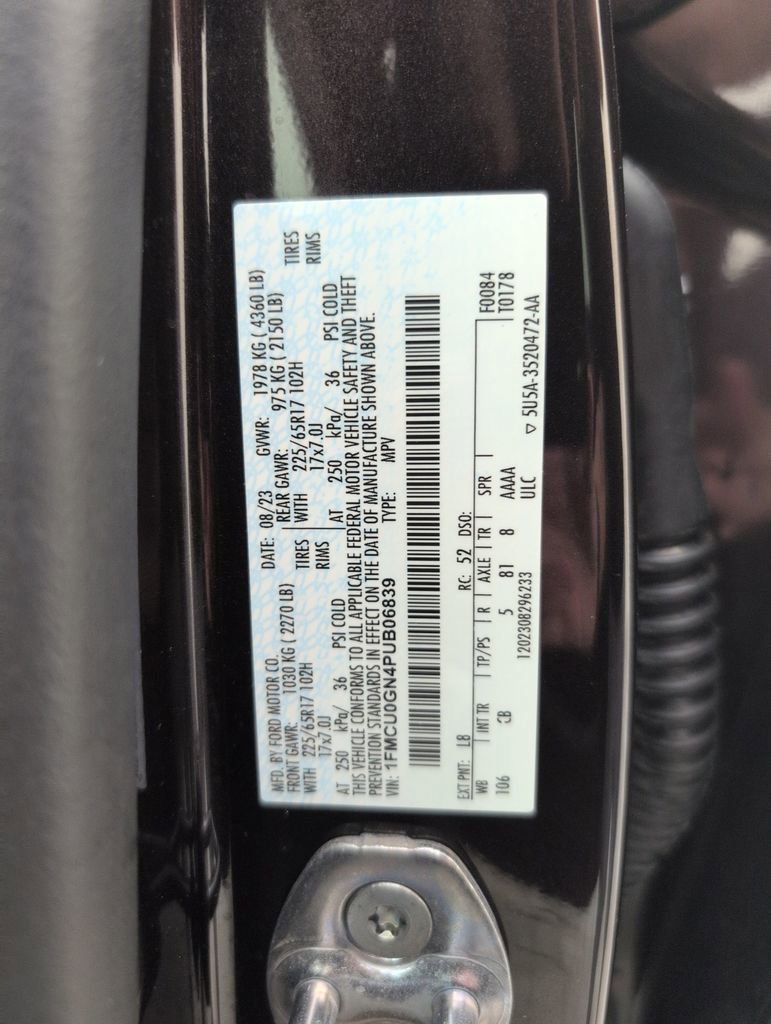 MFD. BY FORD MOTOR CO.
DATE: 08/23 GVWR: 1978 KG ( 4360 LB)
FRONT GAWR: 1030 KG ( 2270 LB) REAR GAWR: 975 KG ( 2150 LB)
WITH 225/65R17 102H TIRES WITH 225/65R17 102H TIRES
17x7.0J RIMS 17x7.0J RIMS
AT 250 kPa/ 36 PSI COLD AT 250 kPa/ 36 PSI COLD
THIS VEHICLE CONFORMS TO ALL APPLICABLE FEDERAL MOTOR VEHICLE SAFETY AND THEFT
PREVENTION STANDARDS IN EFFECT ON THE DATE OF MANUFACTURE SHOWN ABOVE.
VIN: 1FMCU0GN4PUB06839 TYPE: MPV
EXT PNT: LB RC: 52 DSO: F0084
WB INT TR TP/PS R AXLE TR SPR T0178
106 5 81 8 AAAA
1202308296233 ULC ▽ 5U5A-3520472-AA